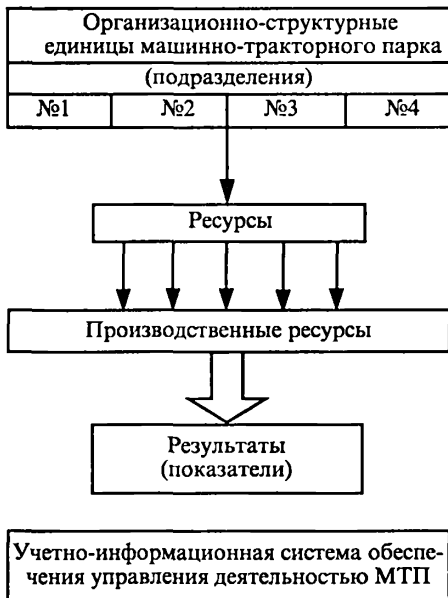 Организационно-структурные
единицы машинно-тракторного парка
(подразделения)
№1 №2 №3 №4
Ресурсы
Производственные ресурсы
Результаты
(показатели)
Учетно-информационная система обеспе-
чения управления деятельностью МТП